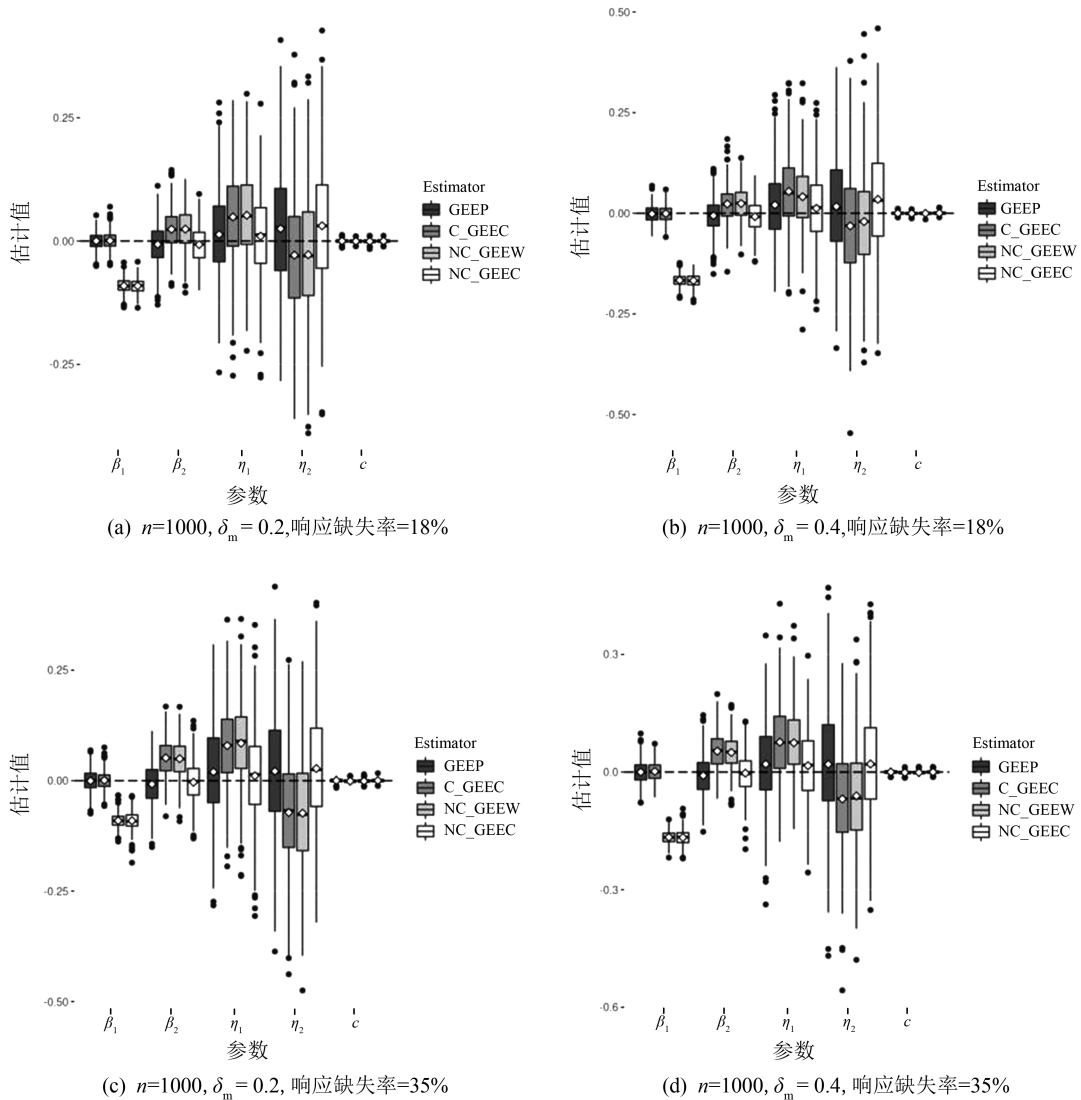 0.25-
0.00-
-0.25-
估计值
β1 β2 η1 η2 c
参数
Estimator
GEEP
C_GEEC
NC_GEEW
NC_GEEC
(a) n=1000, δm = 0.2,响应缺失率=18%
0.50-
0.25-
0.00-
-0.25-
-0.50-
估计值
β1 β2 η1 η2 c
参数
Estimator
GEEP
C_GEEC
NC_GEEW
NC_GEEC
(b) n=1000, δm = 0.4,响应缺失率=18%
0.25-
0.00-
-0.25-
-0.50-
估计值
β1 β2 η1 η2 c
参数
Estimator
GEEP
C_GEEC
NC_GEEW
NC_GEEC
(c) n=1000, δm = 0.2, 响应缺失率=35%
0.3-
0.0-
-0.3-
-0.6-
估计值
β1 β2 η1 η2 c
参数
Estimator
GEEP
C_GEEC
NC_GEEW
NC_GEEC
(d) n=1000, δm = 0.4, 响应缺失率=35%